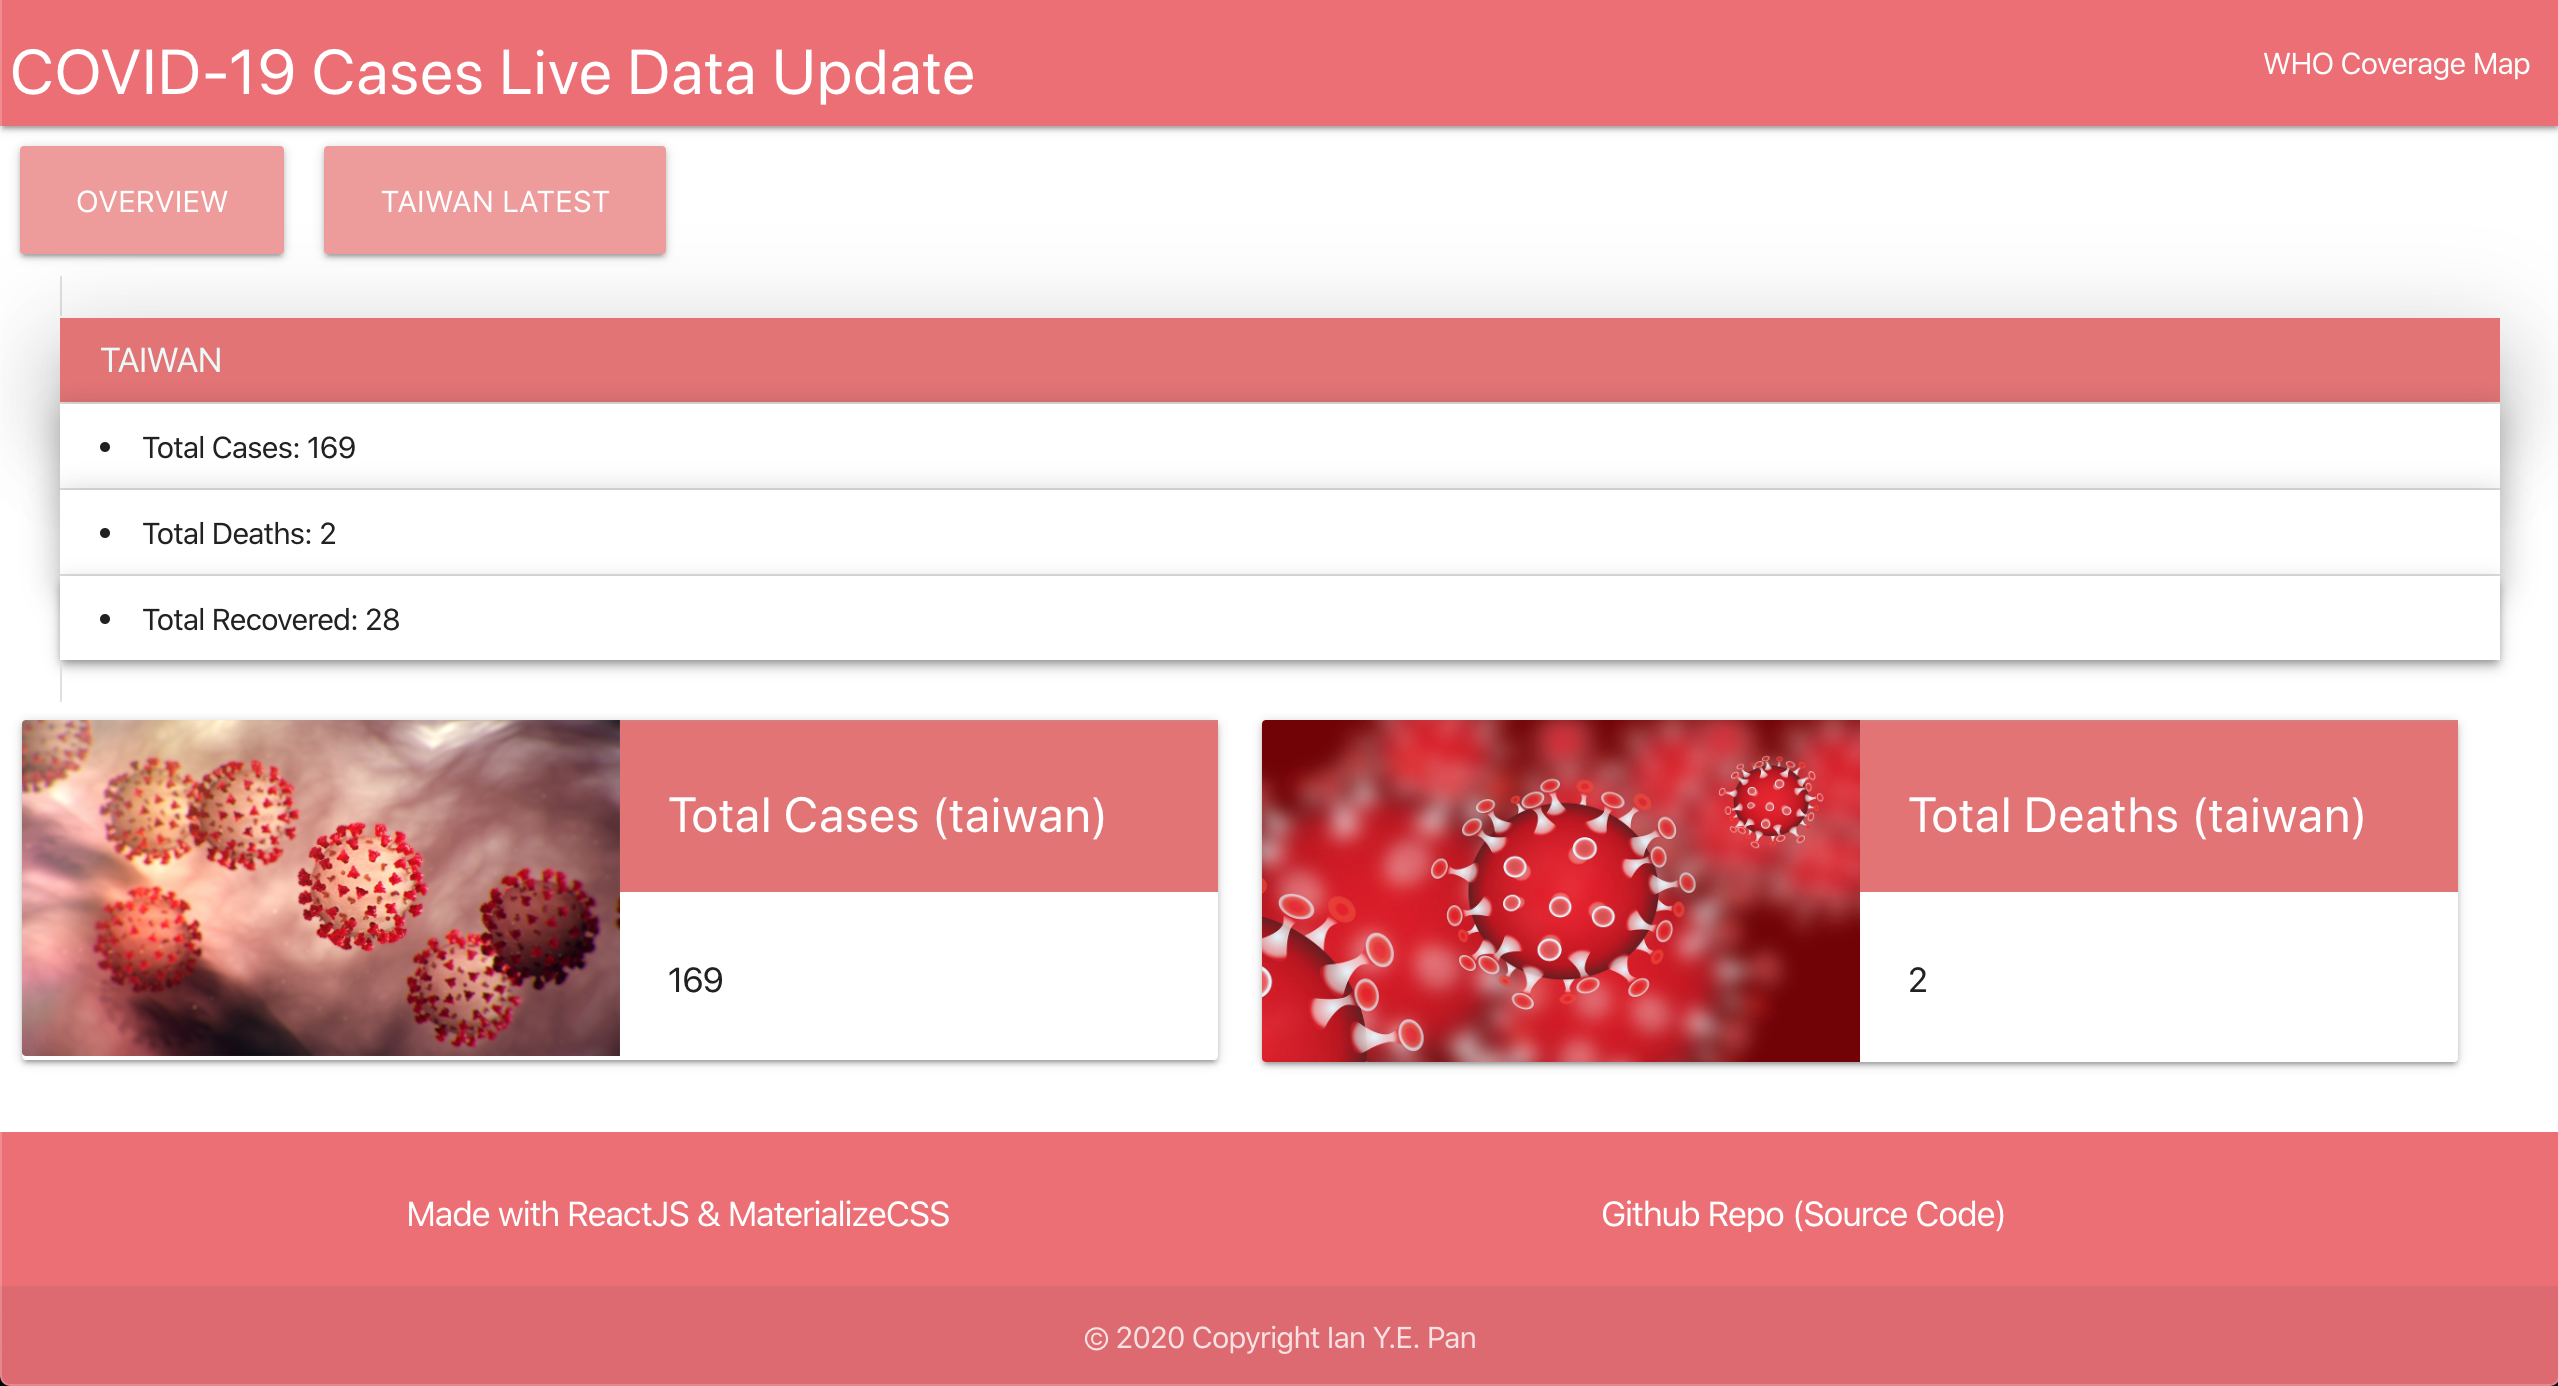 COVID-19 Cases Live Data Update
WHO Coverage Map
OVERVIEW
TAIWAN LATEST
TAIWAN
• Total Cases: 169
• Total Deaths: 2
• Total Recovered: 28
Total Cases (taiwan)
169
Total Deaths (taiwan)
2
Made with ReactJS & MaterializeCSS
Github Repo (Source Code)
© 2020 Copyright Ian Y.E. Pan